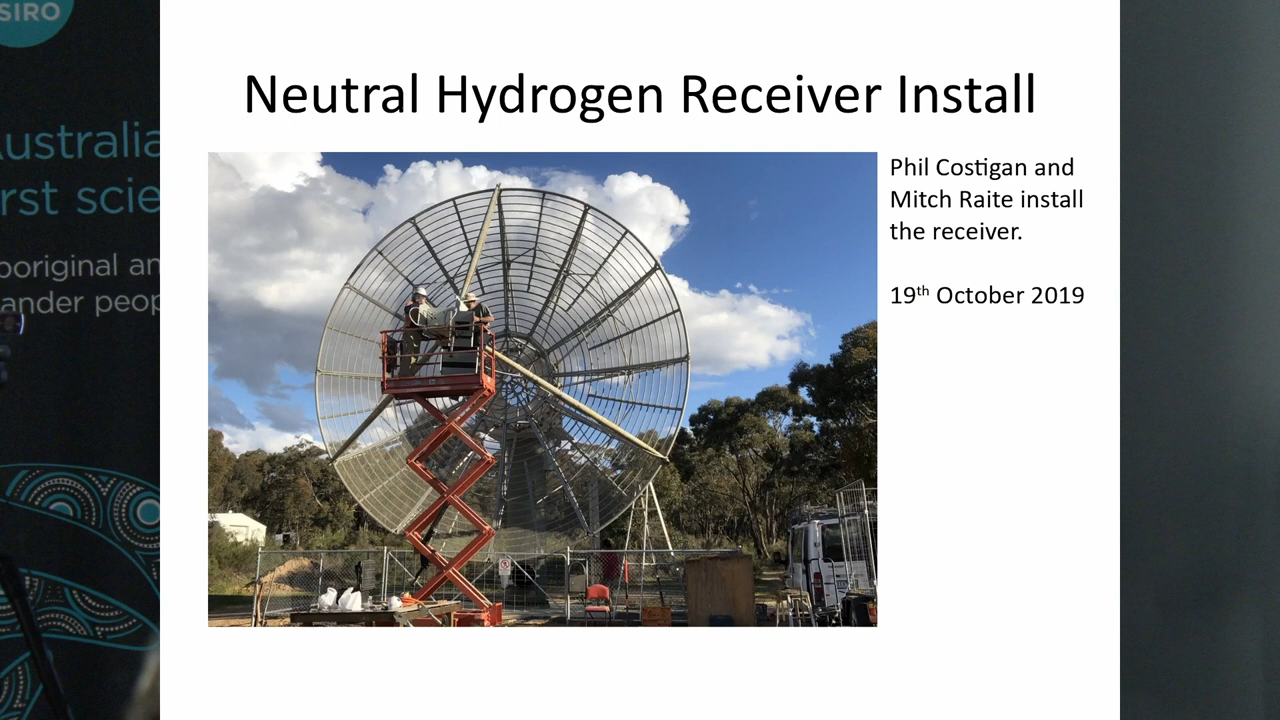 SIRO
Neutral Hydrogen Receiver Install
ustralia
rst scie
poriginal an
ander peop
Phil Costigan and
Mitch Raite install
the receiver.
19th October 2019